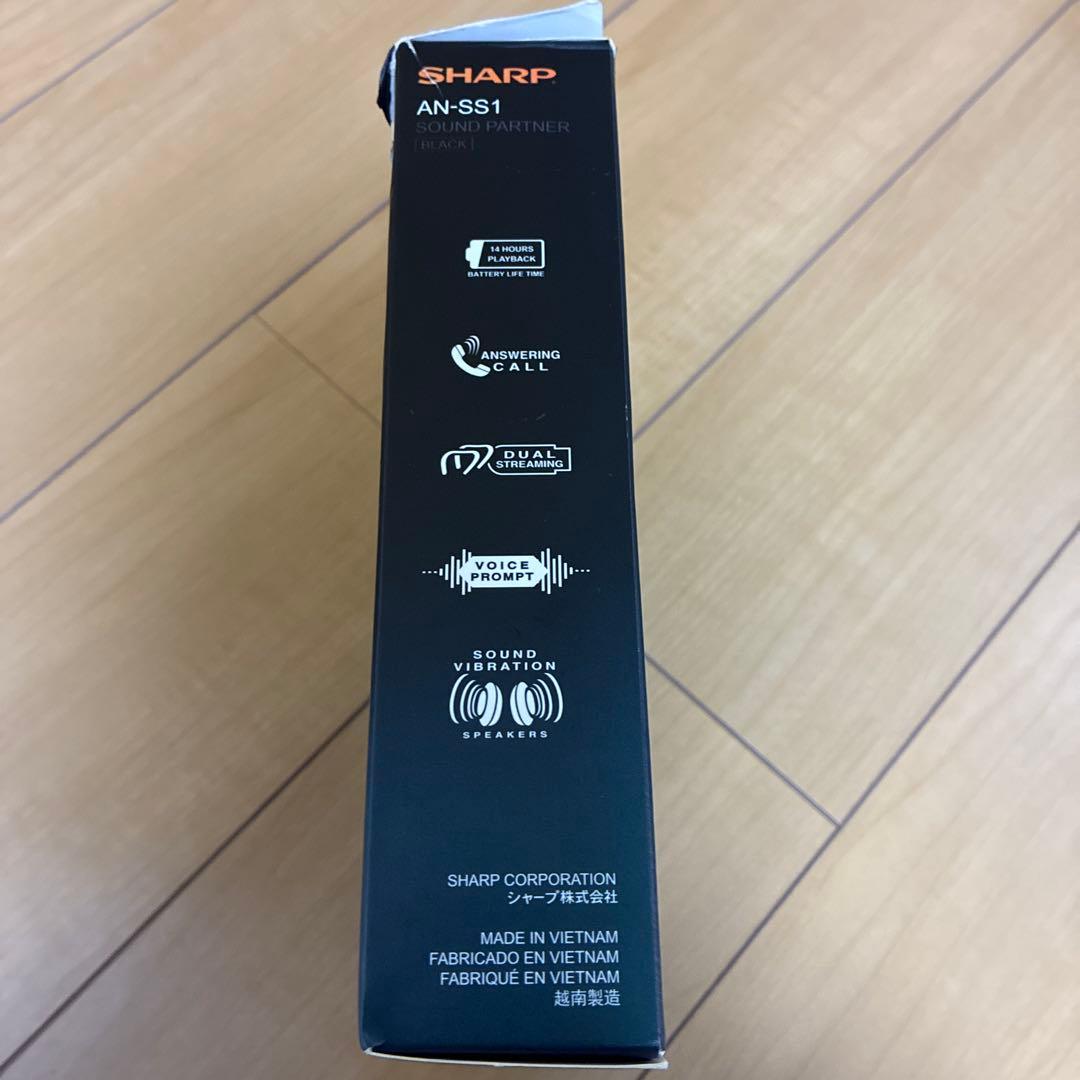 SHARP
AN-SS1
SOUND PARTNER
[BLACK]
14 HOURS
PLAYBACK
BATTERY LIFE TIME
ANSWERING
CALL
DUAL
STREAMING
VOICE
PROMPT
SOUND
VIBRATION
SPEAKERS
SHARP CORPORATION
シャープ株式会社
MADE IN VIETNAM
FABRICADO EN VIETNAM
FABRIQUÉ EN VIETNAM
越南製造